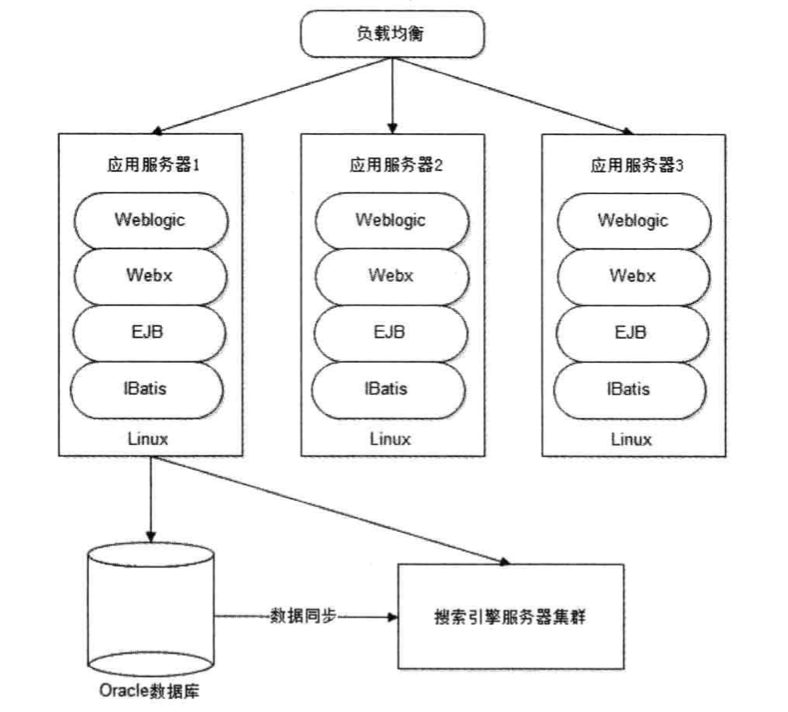 负载均衡
应用服务器1
应用服务器2
应用服务器3
Weblogic
Weblogic
Weblogic
Webx
Webx
Webx
EJB
EJB
EJB
IBatis
IBatis
IBatis
Linux
Linux
Linux
数据同步
搜索引擎服务器集群
Oracle数据库